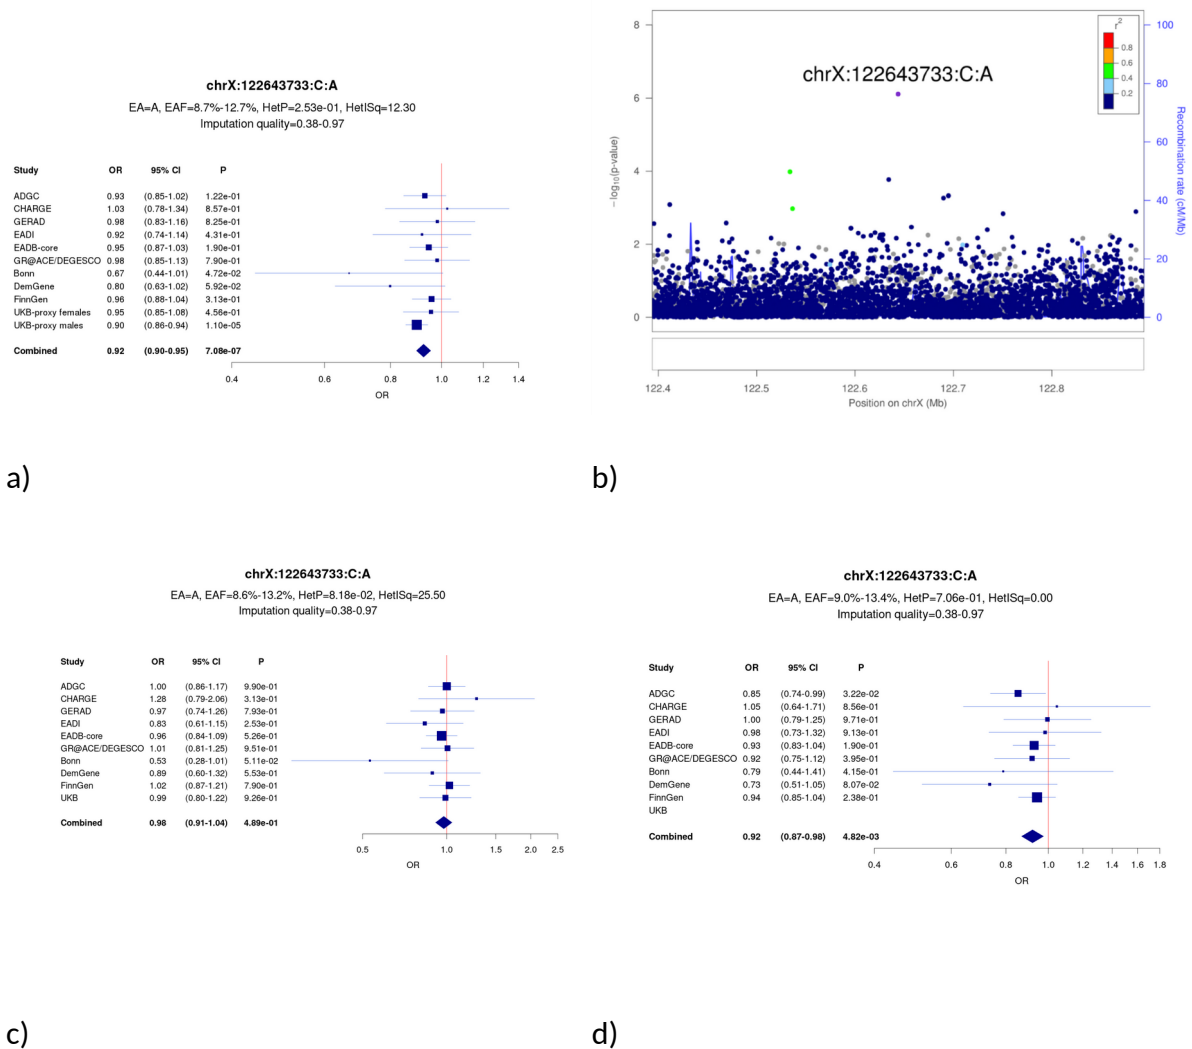 chrX:122643733:C:A
EA=A, EAF=8.7%-12.7%, HetP=2.53e-01, HetISq=12.30
Imputation quality=0.38-0.97
Study OR 95% CI P
ADGC 0.93 (0.85-1.02) 1.22e-01
CHARGE 1.03 (0.78-1.34) 8.57e-01
GERAD 0.98 (0.83-1.16) 8.25e-01
EADI 0.92 (0.74-1.14) 4.31e-01
EADB-core 0.95 (0.87-1.03) 1.90e-01
GR@ACE/DEGESCO 0.98 (0.85-1.13) 7.90e-01
Bonn 0.67 (0.44-1.01) 4.72e-02
DemGene 0.80 (0.63-1.02) 5.92e-02
FinnGen 0.96 (0.88-1.04) 3.13e-01
UKB-proxy females 0.95 (0.85-1.08) 4.56e-01
UKB-proxy males 0.90 (0.86-0.94) 1.10e-05
Combined 0.92 (0.90-0.95) 7.08e-07
0.4 0.6 0.8 1.0 1.2 1.4
OR
a)
chrX:122643733:C:A
r²
0.8
0.6
0.4
0.2
8
6
4
2
0
−log₁₀(p-value)
100
80
60
40
20
0
Recombination rate (cM/Mb)
122.4 122.5 122.6 122.7 122.8
Position on chrX (Mb)
b)
chrX:122643733:C:A
EA=A, EAF=8.6%-13.2%, HetP=8.18e-02, HetISq=25.50
Imputation quality=0.38-0.97
Study OR 95% CI P
ADGC 1.00 (0.86-1.17) 9.90e-01
CHARGE 1.28 (0.79-2.06) 3.13e-01
GERAD 0.97 (0.74-1.26) 7.93e-01
EADI 0.83 (0.61-1.15) 2.53e-01
EADB-core 0.96 (0.84-1.09) 5.26e-01
GR@ACE/DEGESCO 1.01 (0.81-1.25) 9.51e-01
Bonn 0.53 (0.28-1.01) 5.11e-02
DemGene 0.89 (0.60-1.32) 5.53e-01
FinnGen 1.02 (0.87-1.21) 7.90e-01
UKB 0.99 (0.80-1.22) 9.26e-01
Combined 0.98 (0.91-1.04) 4.89e-01
0.5 1.0 1.5 2.0 2.5
OR
c)
chrX:122643733:C:A
EA=A, EAF=9.0%-13.4%, HetP=7.06e-01, HetISq=0.00
Imputation quality=0.38-0.97
Study OR 95% CI P
ADGC 0.85 (0.74-0.99) 3.22e-02
CHARGE 1.05 (0.64-1.71) 8.56e-01
GERAD 1.00 (0.79-1.25) 9.71e-01
EADI 0.98 (0.73-1.32) 9.13e-01
EADB-core 0.93 (0.83-1.04) 1.90e-01
GR@ACE/DEGESCO 0.92 (0.75-1.12) 3.95e-01
Bonn 0.79 (0.44-1.41) 4.15e-01
DemGene 0.73 (0.51-1.05) 8.07e-02
FinnGen 0.94 (0.85-1.04) 2.38e-01
UKB
Combined 0.92 (0.87-0.98) 4.82e-03
0.4 0.6 0.8 1.0 1.2 1.4 1.6 1.8
OR
d)